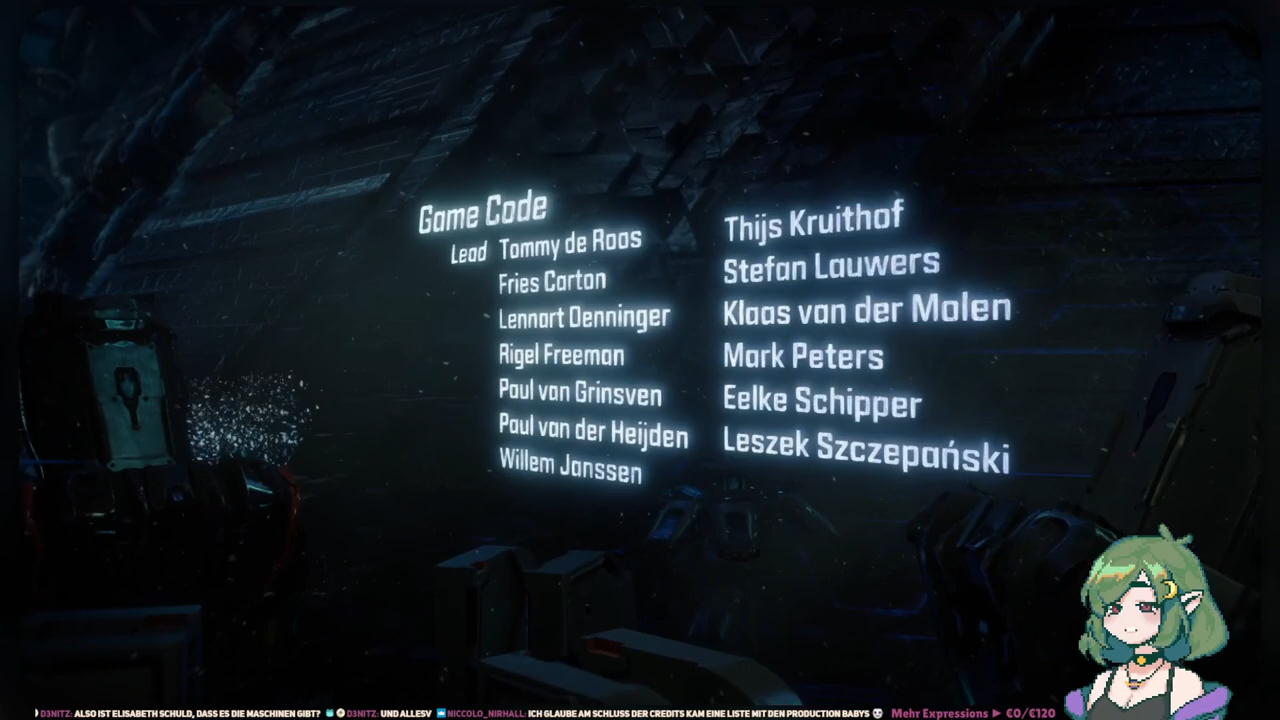 Game Code
Lead Tommy de Roos
Fries Carton
Lennart Denninger
Rigel Freeman
Paul van Grinsven
Paul van der Heijden
Willem Janssen
Thijs Kruithof
Stefan Lauwers
Klaas van der Molen
Mark Peters
Eelke Schipper
Leszek Szczepański
D3NITZ: ALSO IST ELISABETH SCHULD, DASS ES DIE MASCHINEN GIBT? D3NITZ: UND ALLESV NICCOLO_NIRHALL: ICH GLAUBE AM SCHLUSS DER CREDITS KAM EINE LISTE MIT DEN PRODUCTION BABYS Mehr Expressions ► €0/€120